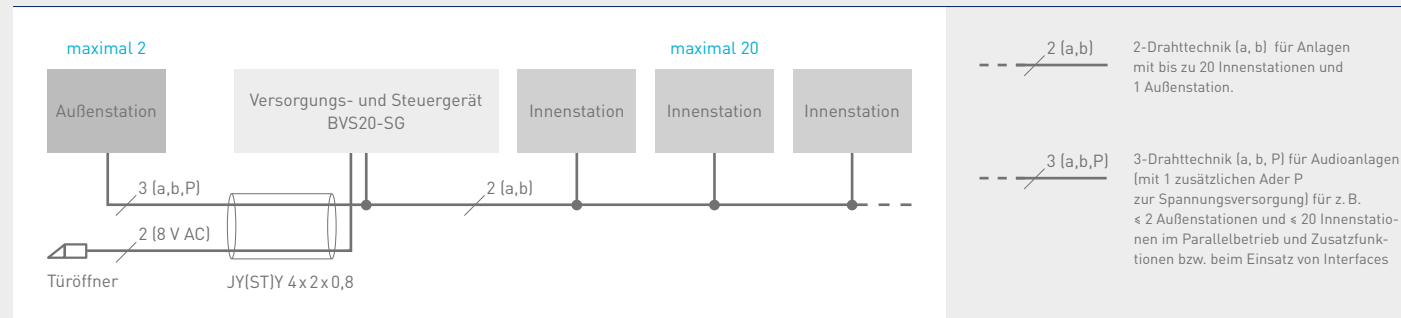 maximal 2
maximal 20
Außenstation
Versorgungs- und Steuergerät
BVS20-SG
Innenstation
Innenstation
Innenstation
3 (a,b,P)
2 (a,b)
2 (8 V AC)
Türöffner
JY(ST)Y 4 x 2 x 0,8
2 (a,b)
2-Drahttechnik (a, b) für Anlagen
mit bis zu 20 Innenstationen und
1 Außenstation.
3 (a,b,P)
3-Drahttechnik (a, b, P) für Audioanlagen
(mit 1 zusätzlichen Ader P
zur Spannungsversorgung) für z. B.
≤ 2 Außenstationen und ≤ 20 Innenstatio-
nen im Parallelbetrieb und Zusatzfunk-
tionen bzw. beim Einsatz von Interfaces